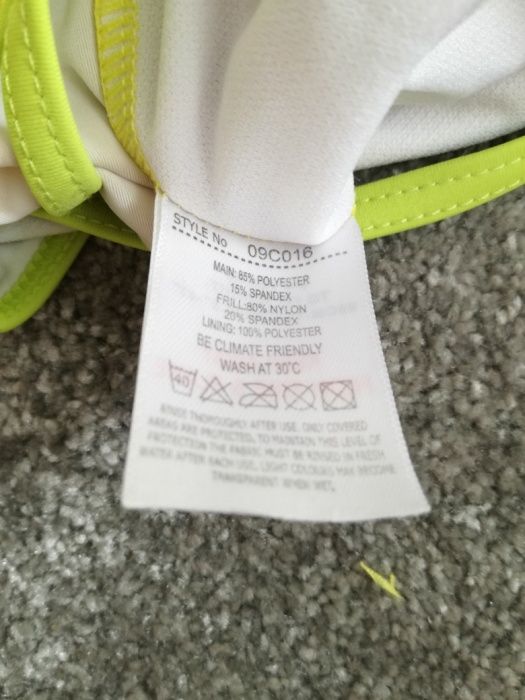 STYLE No 09C016
MAIN: 85% POLYESTER
15% SPANDEX
FRILL:80% NYLON
20% SPANDEX
LINING: 100% POLYESTER
BE CLIMATE FRIENDLY
WASH AT 30°C
40
RINSE THOROUGHLY AFTER USE. ONLY COVERED
AREAS ARE PROTECTED, TO MAINTAIN THIS LEVEL OF
PROTECTION THE FABRIC MUST BE RINSED IN FRESH
WATER AFTER EACH USE. LIGHT COLOURS MAY BECOME
TRANSPARENT WHEN WET.